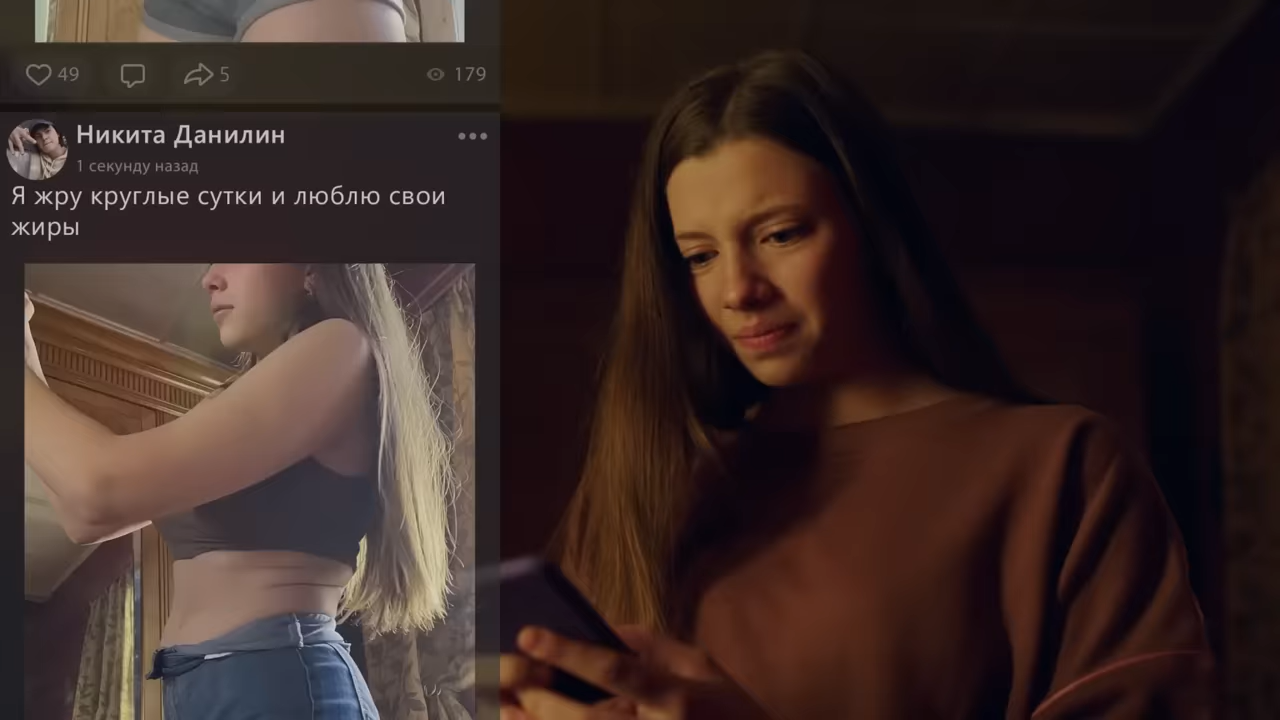 49
5
179
Никита Данилин
1 секунду назад
Я жру круглые сутки и люблю свои
жиры